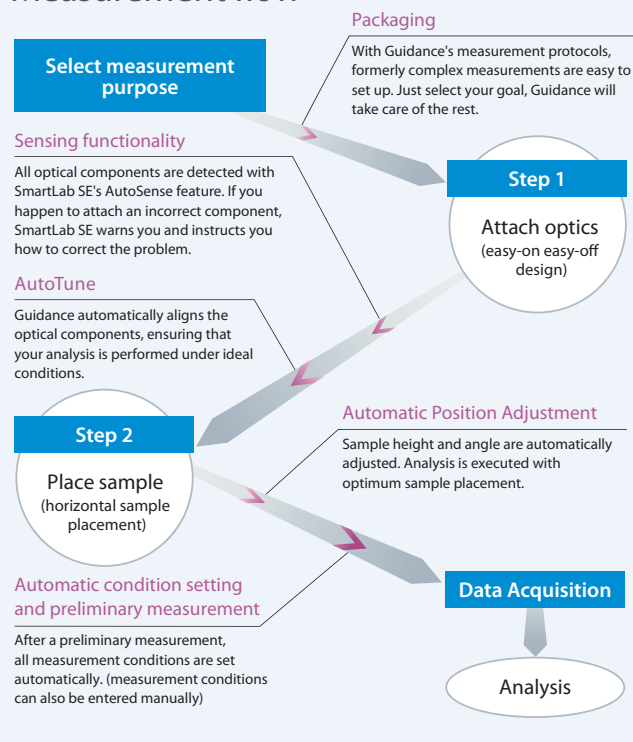 Packaging
With Guidance's measurement protocols,
formerly complex measurements are easy to
set up. Just select your goal, Guidance will
take care of the rest.
Select measurement
purpose
Sensing functionality
All optical components are detected with
SmartLab SE's AutoSense feature. If you
happen to attach an incorrect component,
SmartLab SE warns you and instructs you
how to correct the problem.
Step 1
Attach optics
(easy-on easy-off
design)
AutoTune
Guidance automatically aligns the
optical components, ensuring that
your analysis is performed under ideal
conditions.
Step 2
Place sample
(horizontal sample
placement)
Automatic Position Adjustment
Sample height and angle are automatically
adjusted. Analysis is executed with
optimum sample placement.
Automatic condition setting
and preliminary measurement
After a preliminary measurement,
all measurement conditions are set
automatically. (measurement conditions
can also be entered manually)
Data Acquisition
Analysis